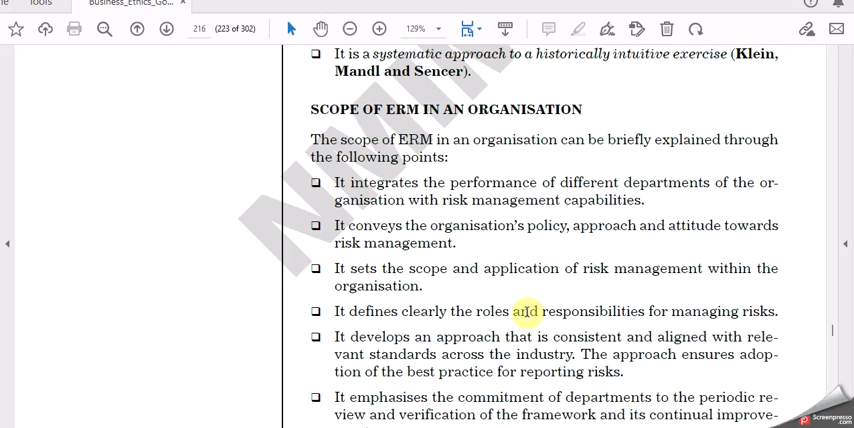 Tools
Business_Ethics_Go...
216
(223 of 302)
129%
It is a systematic approach to a historically intuitive exercise (Klein,
Mandl and Sencer).
SCOPE OF ERM IN AN ORGANISATION
The scope of ERM in an organisation can be briefly explained through
the following points:
It integrates the performance of different departments of the or-
ganisation with risk management capabilities.
It conveys the organisation's policy, approach and attitude towards
risk management.
It sets the scope and application of risk management within the
organisation.
It defines clearly the roles and responsibilities for managing risks.
It develops an approach that is consistent and aligned with rele-
vant standards across the industry. The approach ensures adop-
tion of the best practice for reporting risks.
It emphasises the commitment of departments to the periodic re-
view and verification of the framework and its continual improve-
NMIM
Screenpresso
.com